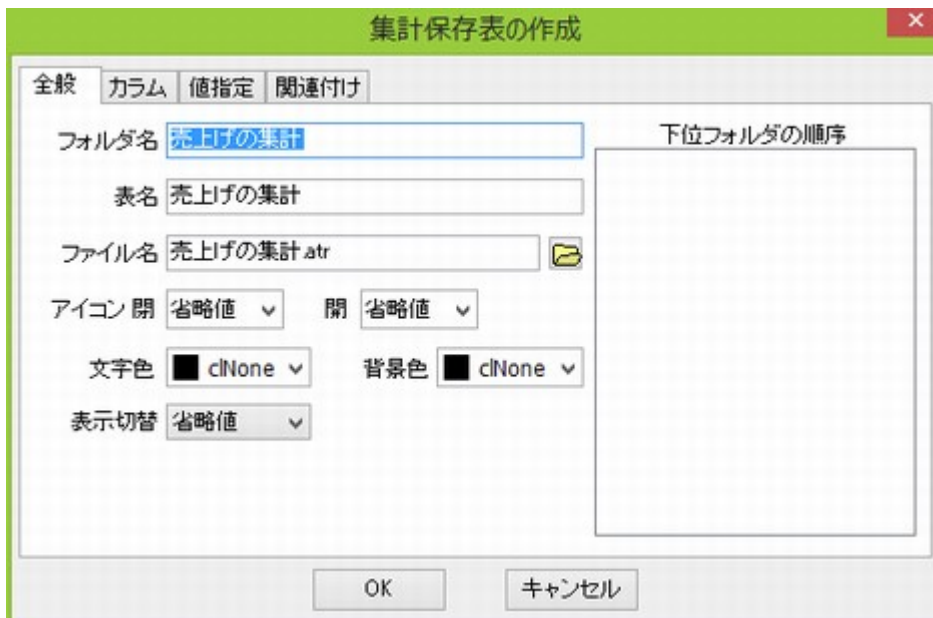 集計保存表の作成
全般 カラム 値指定 関連付け
フォルダ名 売上げの集計
下位フォルダの順序
表名 売上げの集計
ファイル名 売上げの集計.atr
アイコン 閉 省略値 開 省略値
文字色 clNone 背景色 clNone
表示切替 省略値
OK キャンセル